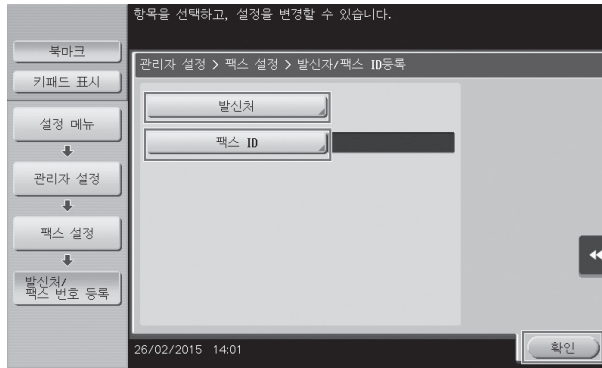 항목을 선택하고, 설정을 변경할 수 있습니다.
북마크
키패드 표시
설정 메뉴
관리자 설정
팩스 설정
발신처/
팩스 번호 등록
관리자 설정 > 팩스 설정 > 발신자/팩스 ID등록
발신처
팩스 ID
26/02/2015 14:01
확인